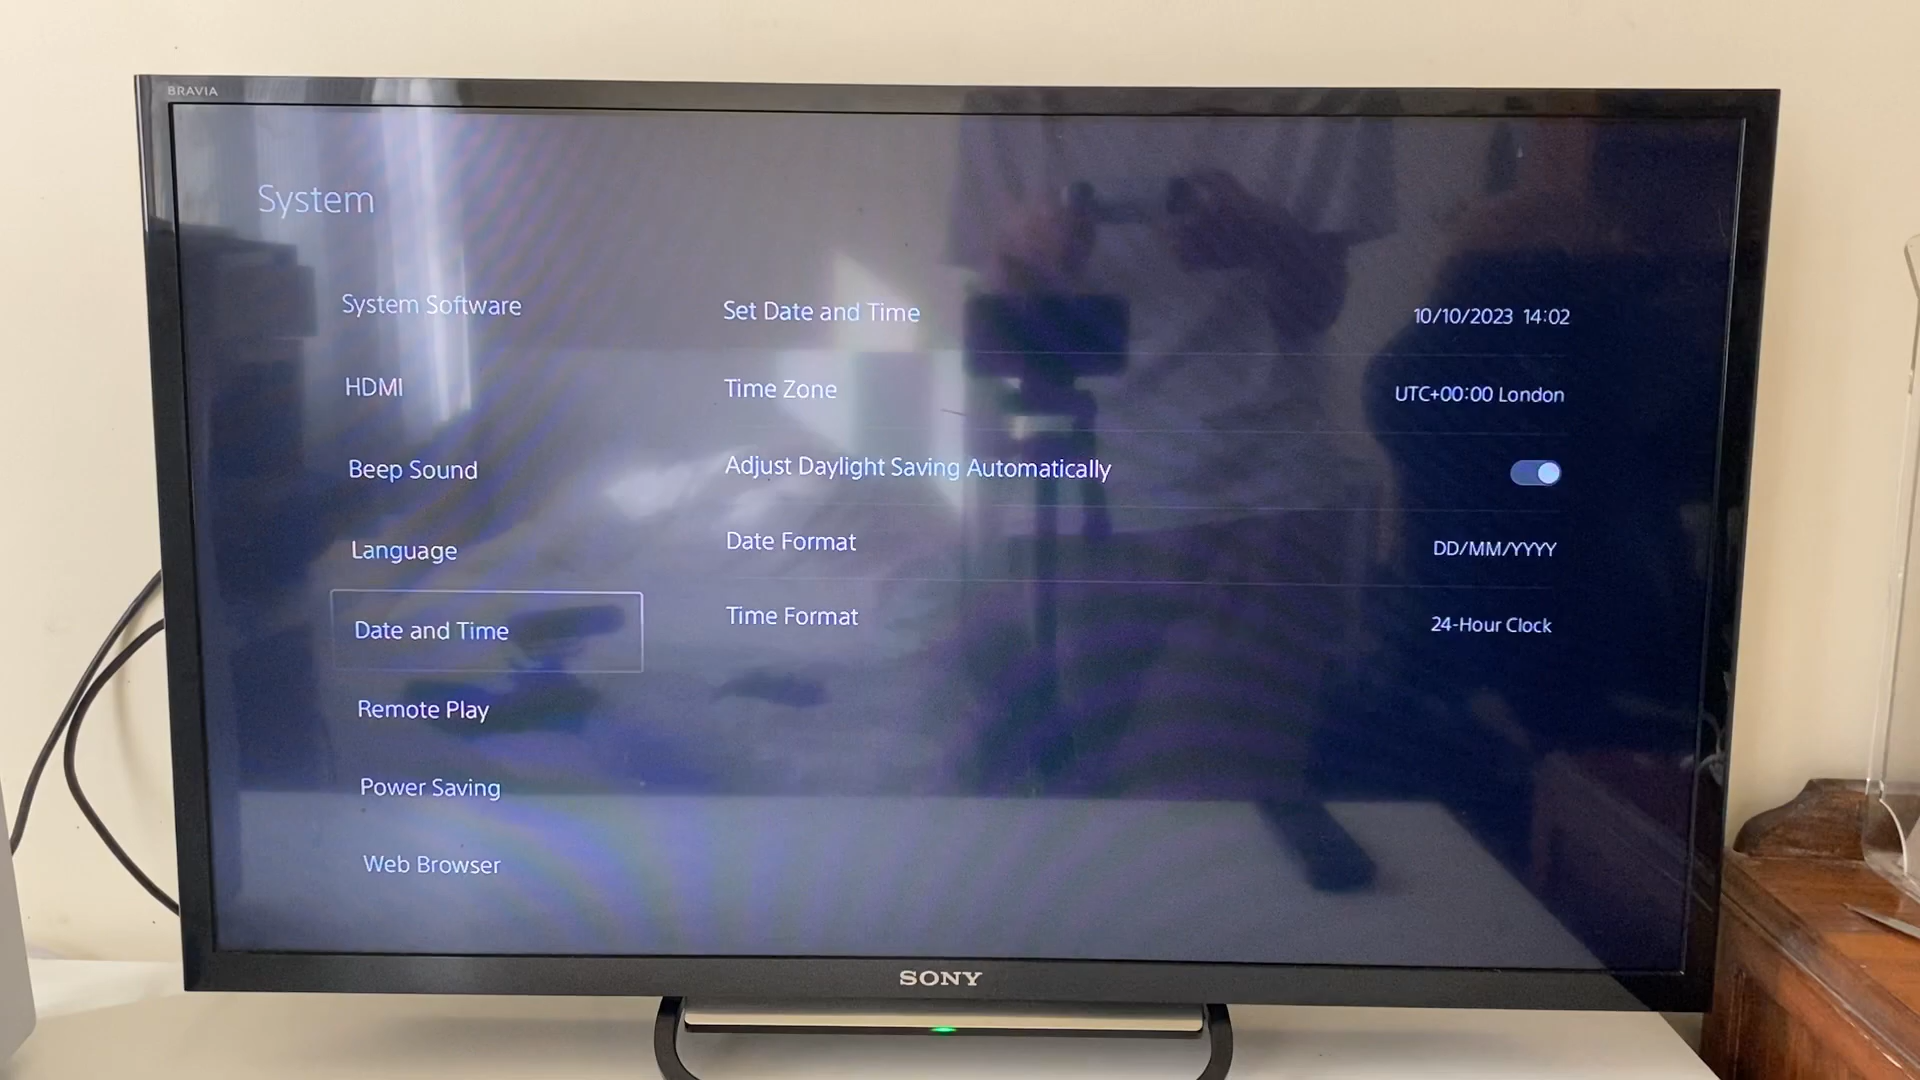 BRAVIA
System
System Software
HDMI
Beep Sound
Language
Date and Time
Remote Play
Power Saving
Web Browser
Set Date and Time 10/10/2023 14:02
Time Zone UTC+00:00 London
Adjust Daylight Saving Automatically
Date Format DD/MM/YYYY
Time Format 24-Hour Clock
SONY